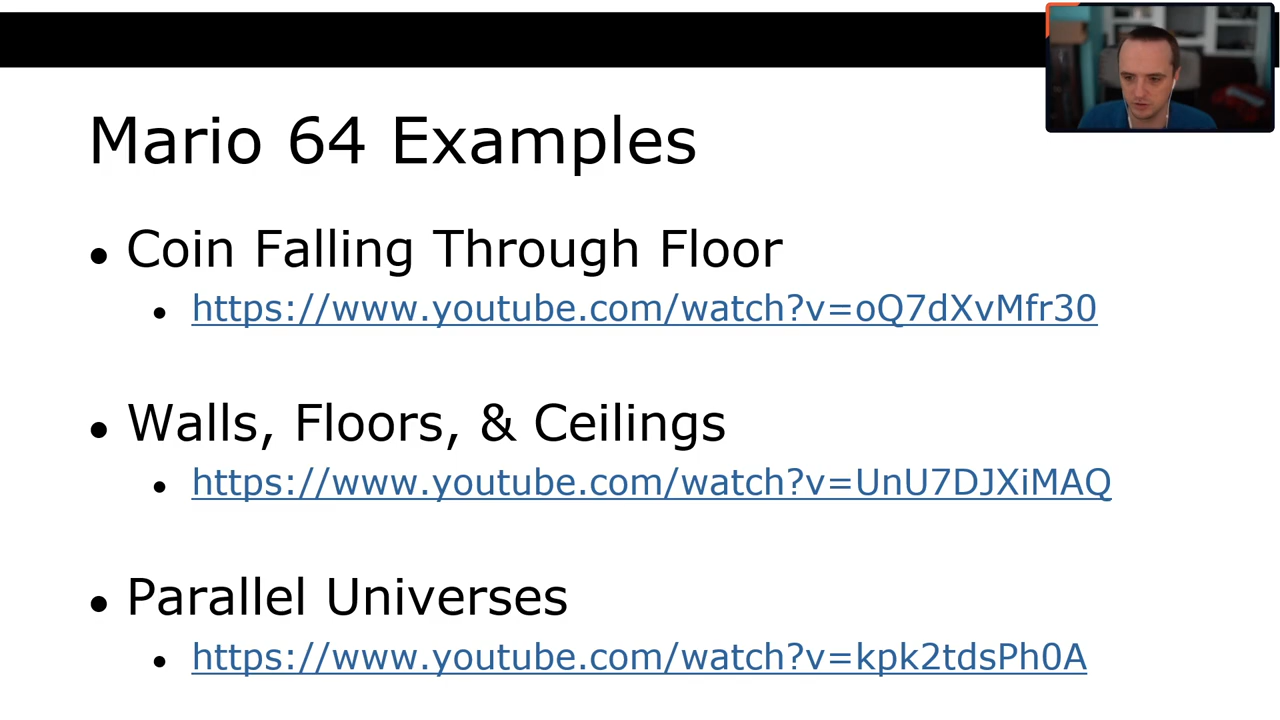 Mario 64 Examples
• Coin Falling Through Floor
• https://www.youtube.com/watch?v=oQ7dXvMfr30
• Walls, Floors, & Ceilings
• https://www.youtube.com/watch?v=UnU7DJXiMAQ
• Parallel Universes
• https://www.youtube.com/watch?v=kpk2tdsPh0A